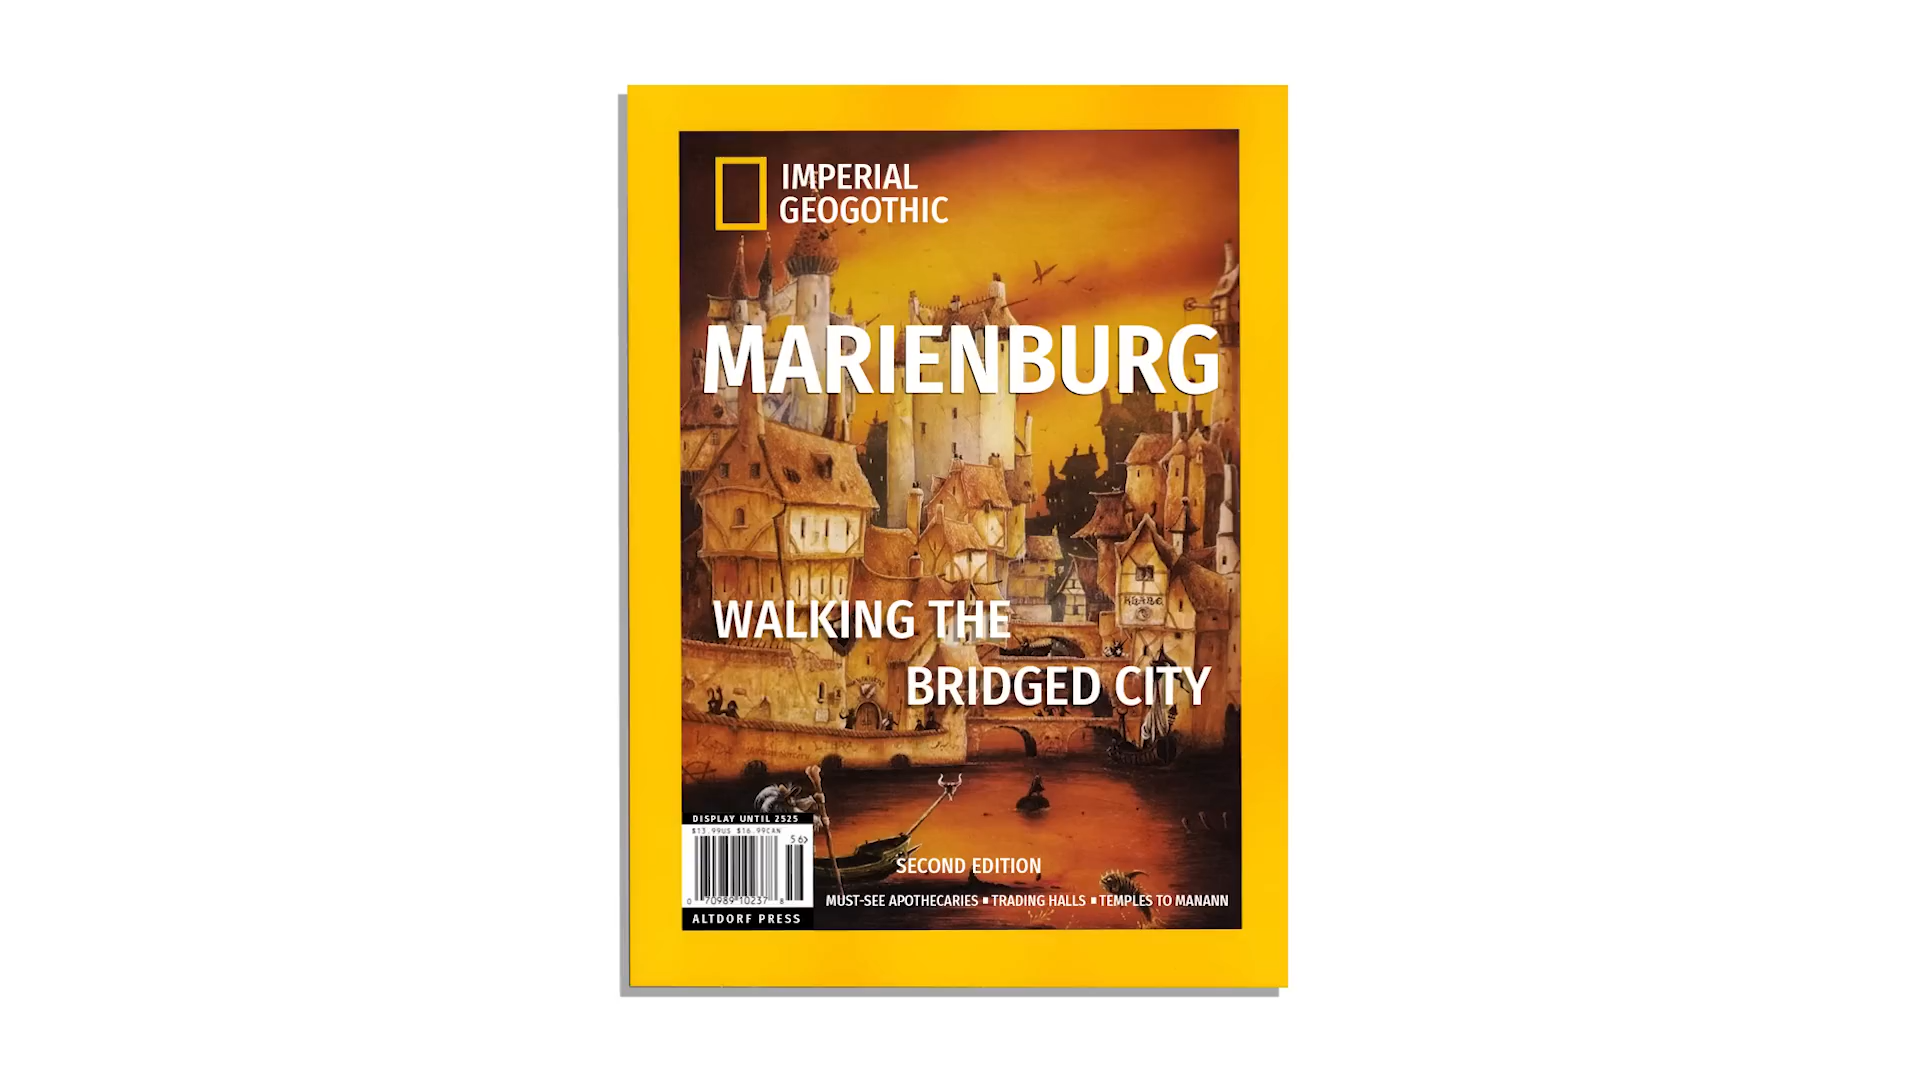 IMPERIAL
GEOGOTHIC
MARIENBURG
WALKING THE
BRIDGED CITY
DISPLAY UNTIL 2525
$13.99US $16.99CAN
56>
0 70989 10237 8
ALTDORF PRESS
SECOND EDITION
MUST-SEE APOTHECARIES ▪ TRADING HALLS ▪ TEMPLES TO MANANN